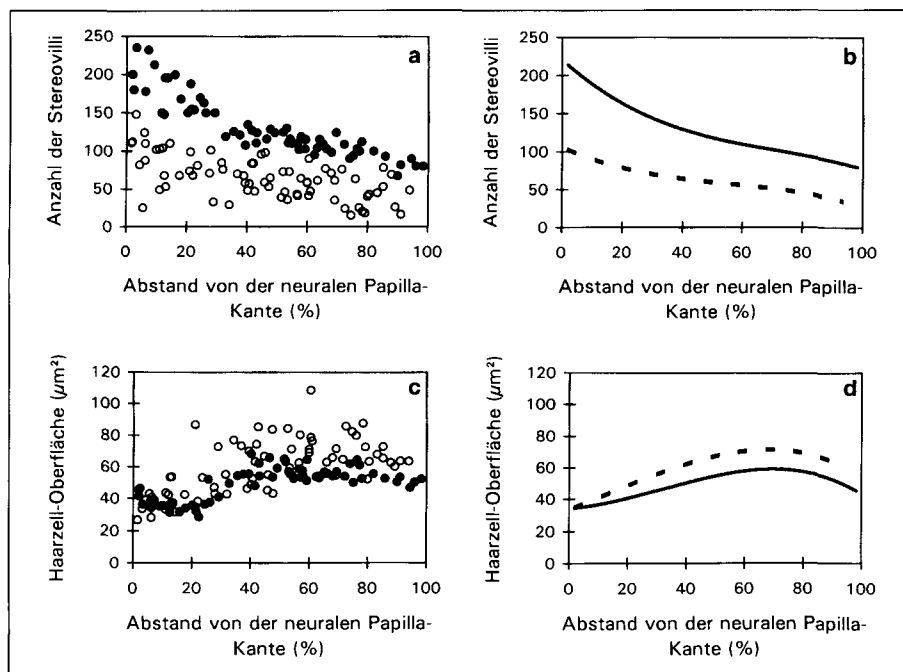 a
Anzahl der Stereovilli
250
200
150
100
50
0
0 20 40 60 80 100
Abstand von der neuralen Papilla-
Kante (%)
b
Anzahl der Stereovilli
250
200
150
100
50
0
0 20 40 60 80 100
Abstand von der neuralen Papilla-
Kante (%)
c
Haarzell-Oberfläche (µm²)
120
100
80
60
40
20
0
0 20 40 60 80 100
Abstand von der neuralen Papilla-
Kante (%)
d
Haarzell-Oberfläche (µm²)
120
100
80
60
40
20
0
0 20 40 60 80 100
Abstand von der neuralen Papilla-
Kante (%)